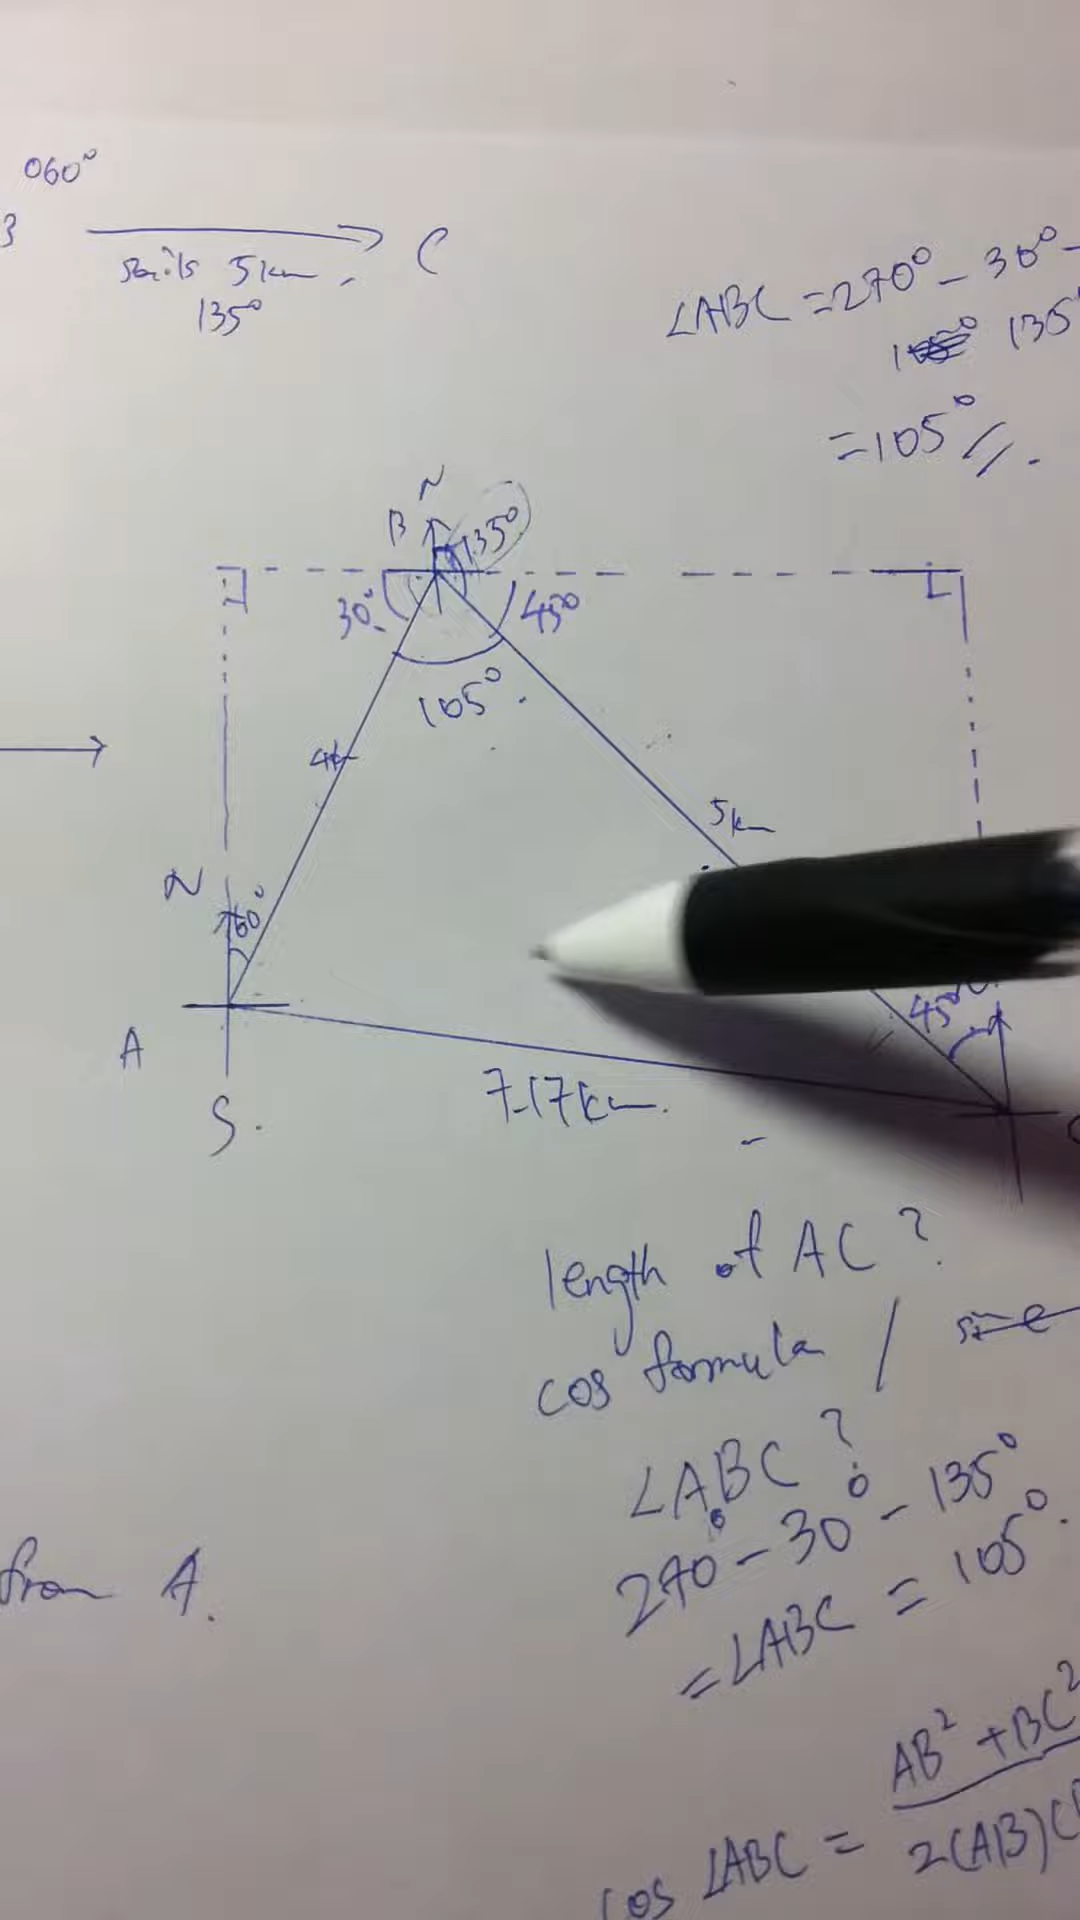 060°
B
C
sails 5km.
135°
∠ABC = 270° - 30° -
135°
= 105° //.
N
B
135°
30°
45°
105°.
4km
5km
N
60°
45°
A
7.17km.
S.
length of AC?
cos formula / sine
∠ABC?
270° - 30° - 135°
= ∠ABC = 105°.
from A.
AB² + BC²
cos ∠ABC =
2(AB)(